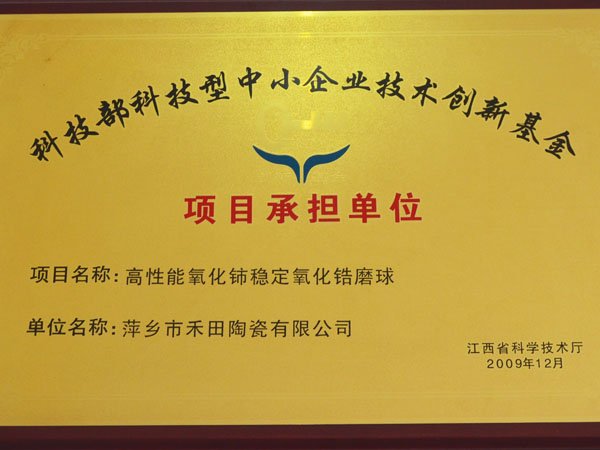 科技部科技型中小企业技术创新基金
项目承担单位
项目名称:高性能氧化铈稳定氧化锆磨球
单位名称:萍乡市禾田陶瓷有限公司
江西省科学技术厅
2009年12月